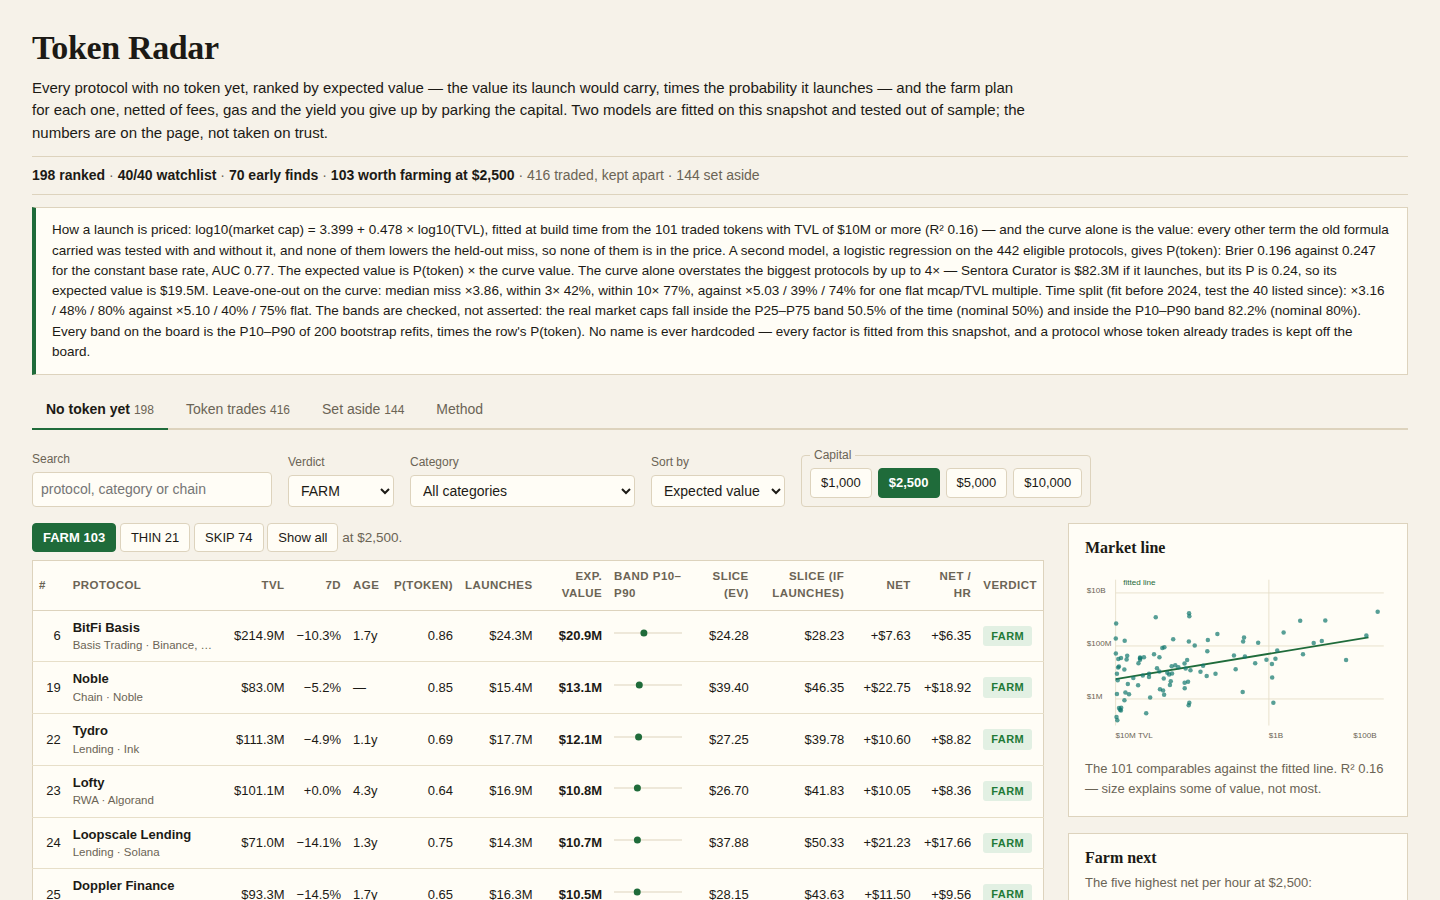 Token Radar
Every protocol with no token yet, ranked by expected value — the value its launch would carry, times the probability it launches — and the farm plan
for each one, netted of fees, gas and the yield you give up by parking the capital. Two models are fitted on this snapshot and tested out of sample; the
numbers are on the page, not taken on trust.
198 ranked · 40/40 watchlist · 70 early finds · 103 worth farming at $2,500 · 416 traded, kept apart · 144 set aside
How a launch is priced: log10(market cap) = 3.399 + 0.478 × log10(TVL), fitted at build time from the 101 traded tokens with TVL of $10M or more (R² 0.16) — and the curve alone is the value: every other term the old formula
carried was tested with and without it, and none of them lowers the held-out miss, so none of them is in the price. A second model, a logistic regression on the 442 eligible protocols, gives P(token): Brier 0.196 against 0.247
for the constant base rate, AUC 0.77. The expected value is P(token) × the curve value. The curve alone overstates the biggest protocols by up to 4× — Sentora Curator is $82.3M if it launches, but its P is 0.24, so its
expected value is $19.5M. Leave-one-out on the curve: median miss ×3.86, within 3× 42%, within 10× 77%, against ×5.03 / 39% / 74% for one flat mcap/TVL multiple. Time split (fit before 2024, test the 40 listed since): ×3.16
/ 48% / 80% against ×5.10 / 40% / 75% flat. The bands are checked, not asserted: the real market caps fall inside the P25–P75 band 50.5% of the time (nominal 50%) and inside the P10–P90 band 82.2% (nominal 80%).
Every band on the board is the P10–P90 of 200 bootstrap refits, times the row's P(token). No name is ever hardcoded — every factor is fitted from this snapshot, and a protocol whose token already trades is kept off the
board.
No token yet 198 Token trades 416 Set aside 144 Method
Search Verdict Category Sort by Capital
protocol, category or chain FARM All categories Expected value $1,000 $2,500 $5,000 $10,000
FARM 103 THIN 21 SKIP 74 Show all at $2,500.
# PROTOCOL TVL 7D AGE P(TOKEN) LAUNCHES EXP. VALUE BAND P10–P90 SLICE (EV) SLICE (IF LAUNCHES) NET NET / HR VERDICT
6 BitFi Basis $214.9M −10.3% 1.7y 0.86 $24.3M $20.9M $24.28 $28.23 +$7.63 +$6.35 FARM
Basis Trading · Binance, …
19 Noble $83.0M −5.2% — 0.85 $15.4M $13.1M $39.40 $46.35 +$22.75 +$18.92 FARM
Chain · Noble
22 Tydro $111.3M −4.9% 1.1y 0.69 $17.7M $12.1M $27.25 $39.78 +$10.60 +$8.82 FARM
Lending · Ink
23 Lofty $101.1M +0.0% 4.3y 0.64 $16.9M $10.8M $26.70 $41.83 +$10.05 +$8.36 FARM
RWA · Algorand
24 Loopscale Lending $71.0M −14.1% 1.3y 0.75 $14.3M $10.7M $37.88 $50.33 +$21.23 +$17.66 FARM
Lending · Solana
25 Doppler Finance $93.3M −14.5% 1.7y 0.65 $16.3M $10.5M $28.15 $43.63 +$11.50 +$9.56 FARM
Market line
fitted line
$10B
$100M
$1M
$10M TVL $1B $100B
The 101 comparables against the fitted line. R² 0.16
— size explains some of value, not most.
Farm next
The five highest net per hour at $2,500: